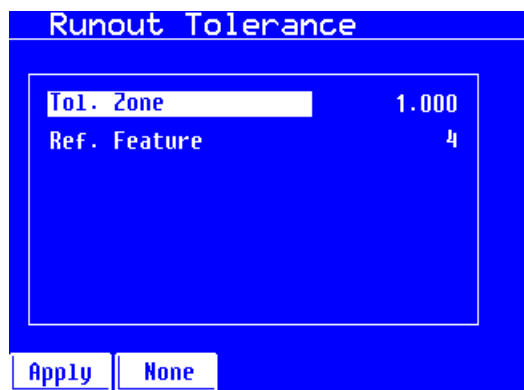 Runout Tolerance
Tol. Zone 1.000
Ref. Feature 4
Apply None